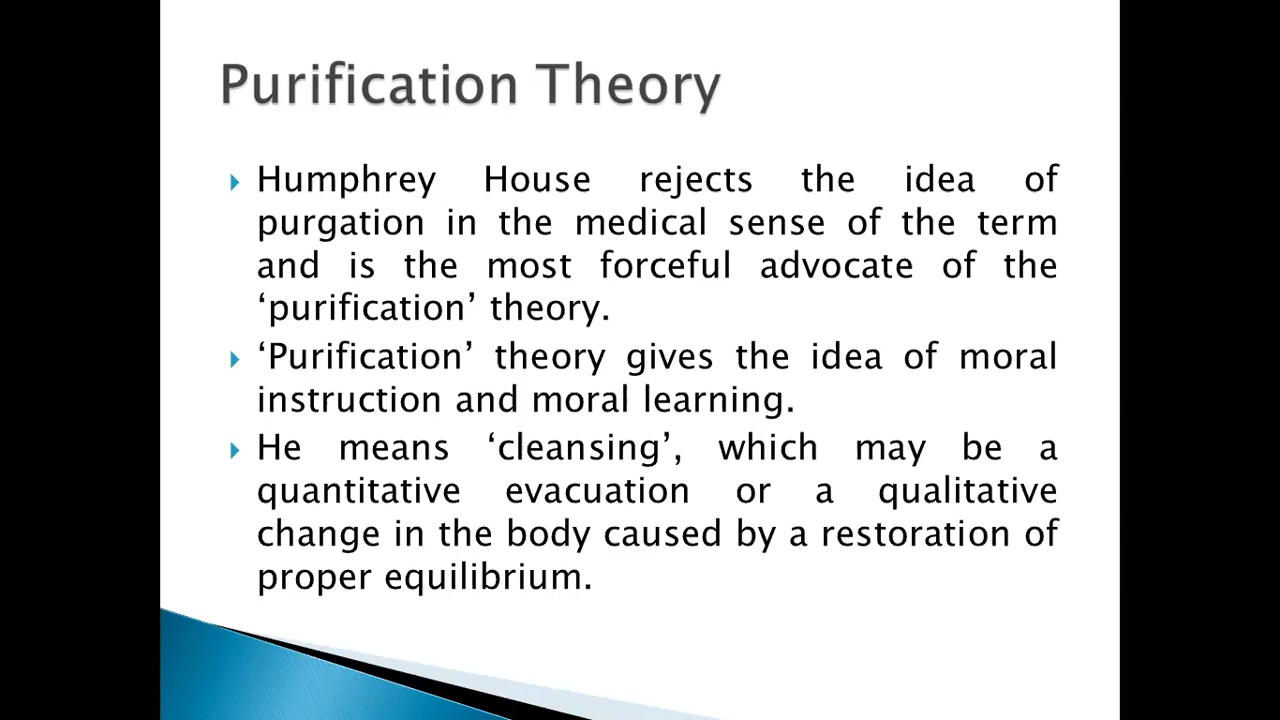 Purification Theory
Humphrey House rejects the idea of
purgation in the medical sense of the term
and is the most forceful advocate of the
‘purification’ theory.
‘Purification’ theory gives the idea of moral
instruction and moral learning.
He means ‘cleansing’, which may be a
quantitative evacuation or a qualitative
change in the body caused by a restoration of
proper equilibrium.